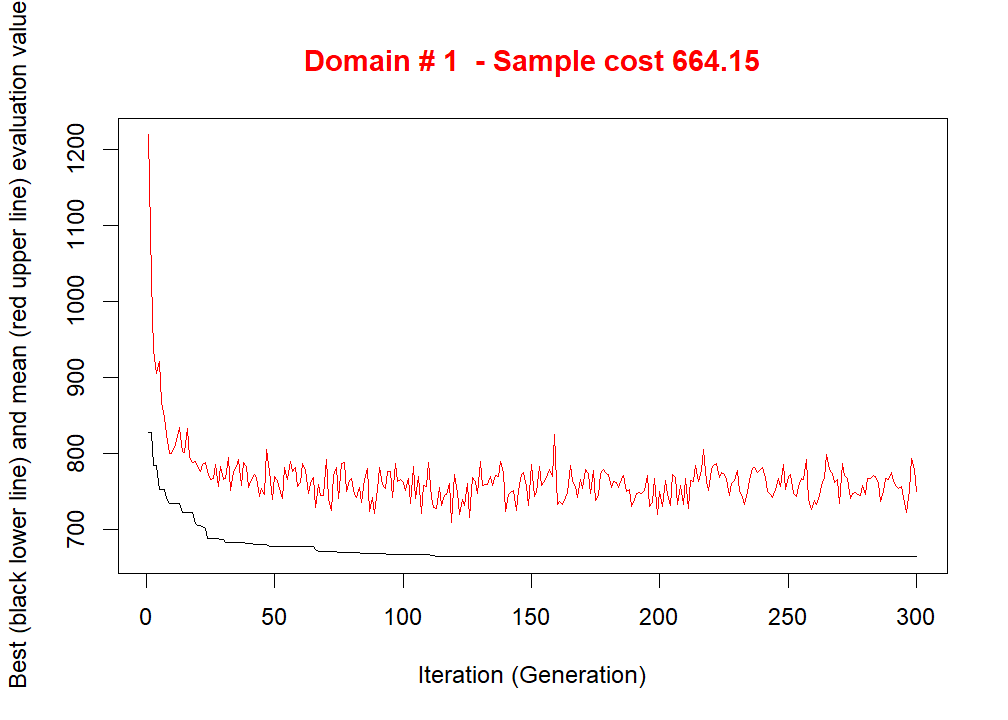 Domain # 1  - Sample cost 664.15
Best (black lower line) and mean (red upper line) evaluation value
1200
1100
1000
900
800
700
0 50 100 150 200 250 300
Iteration (Generation)